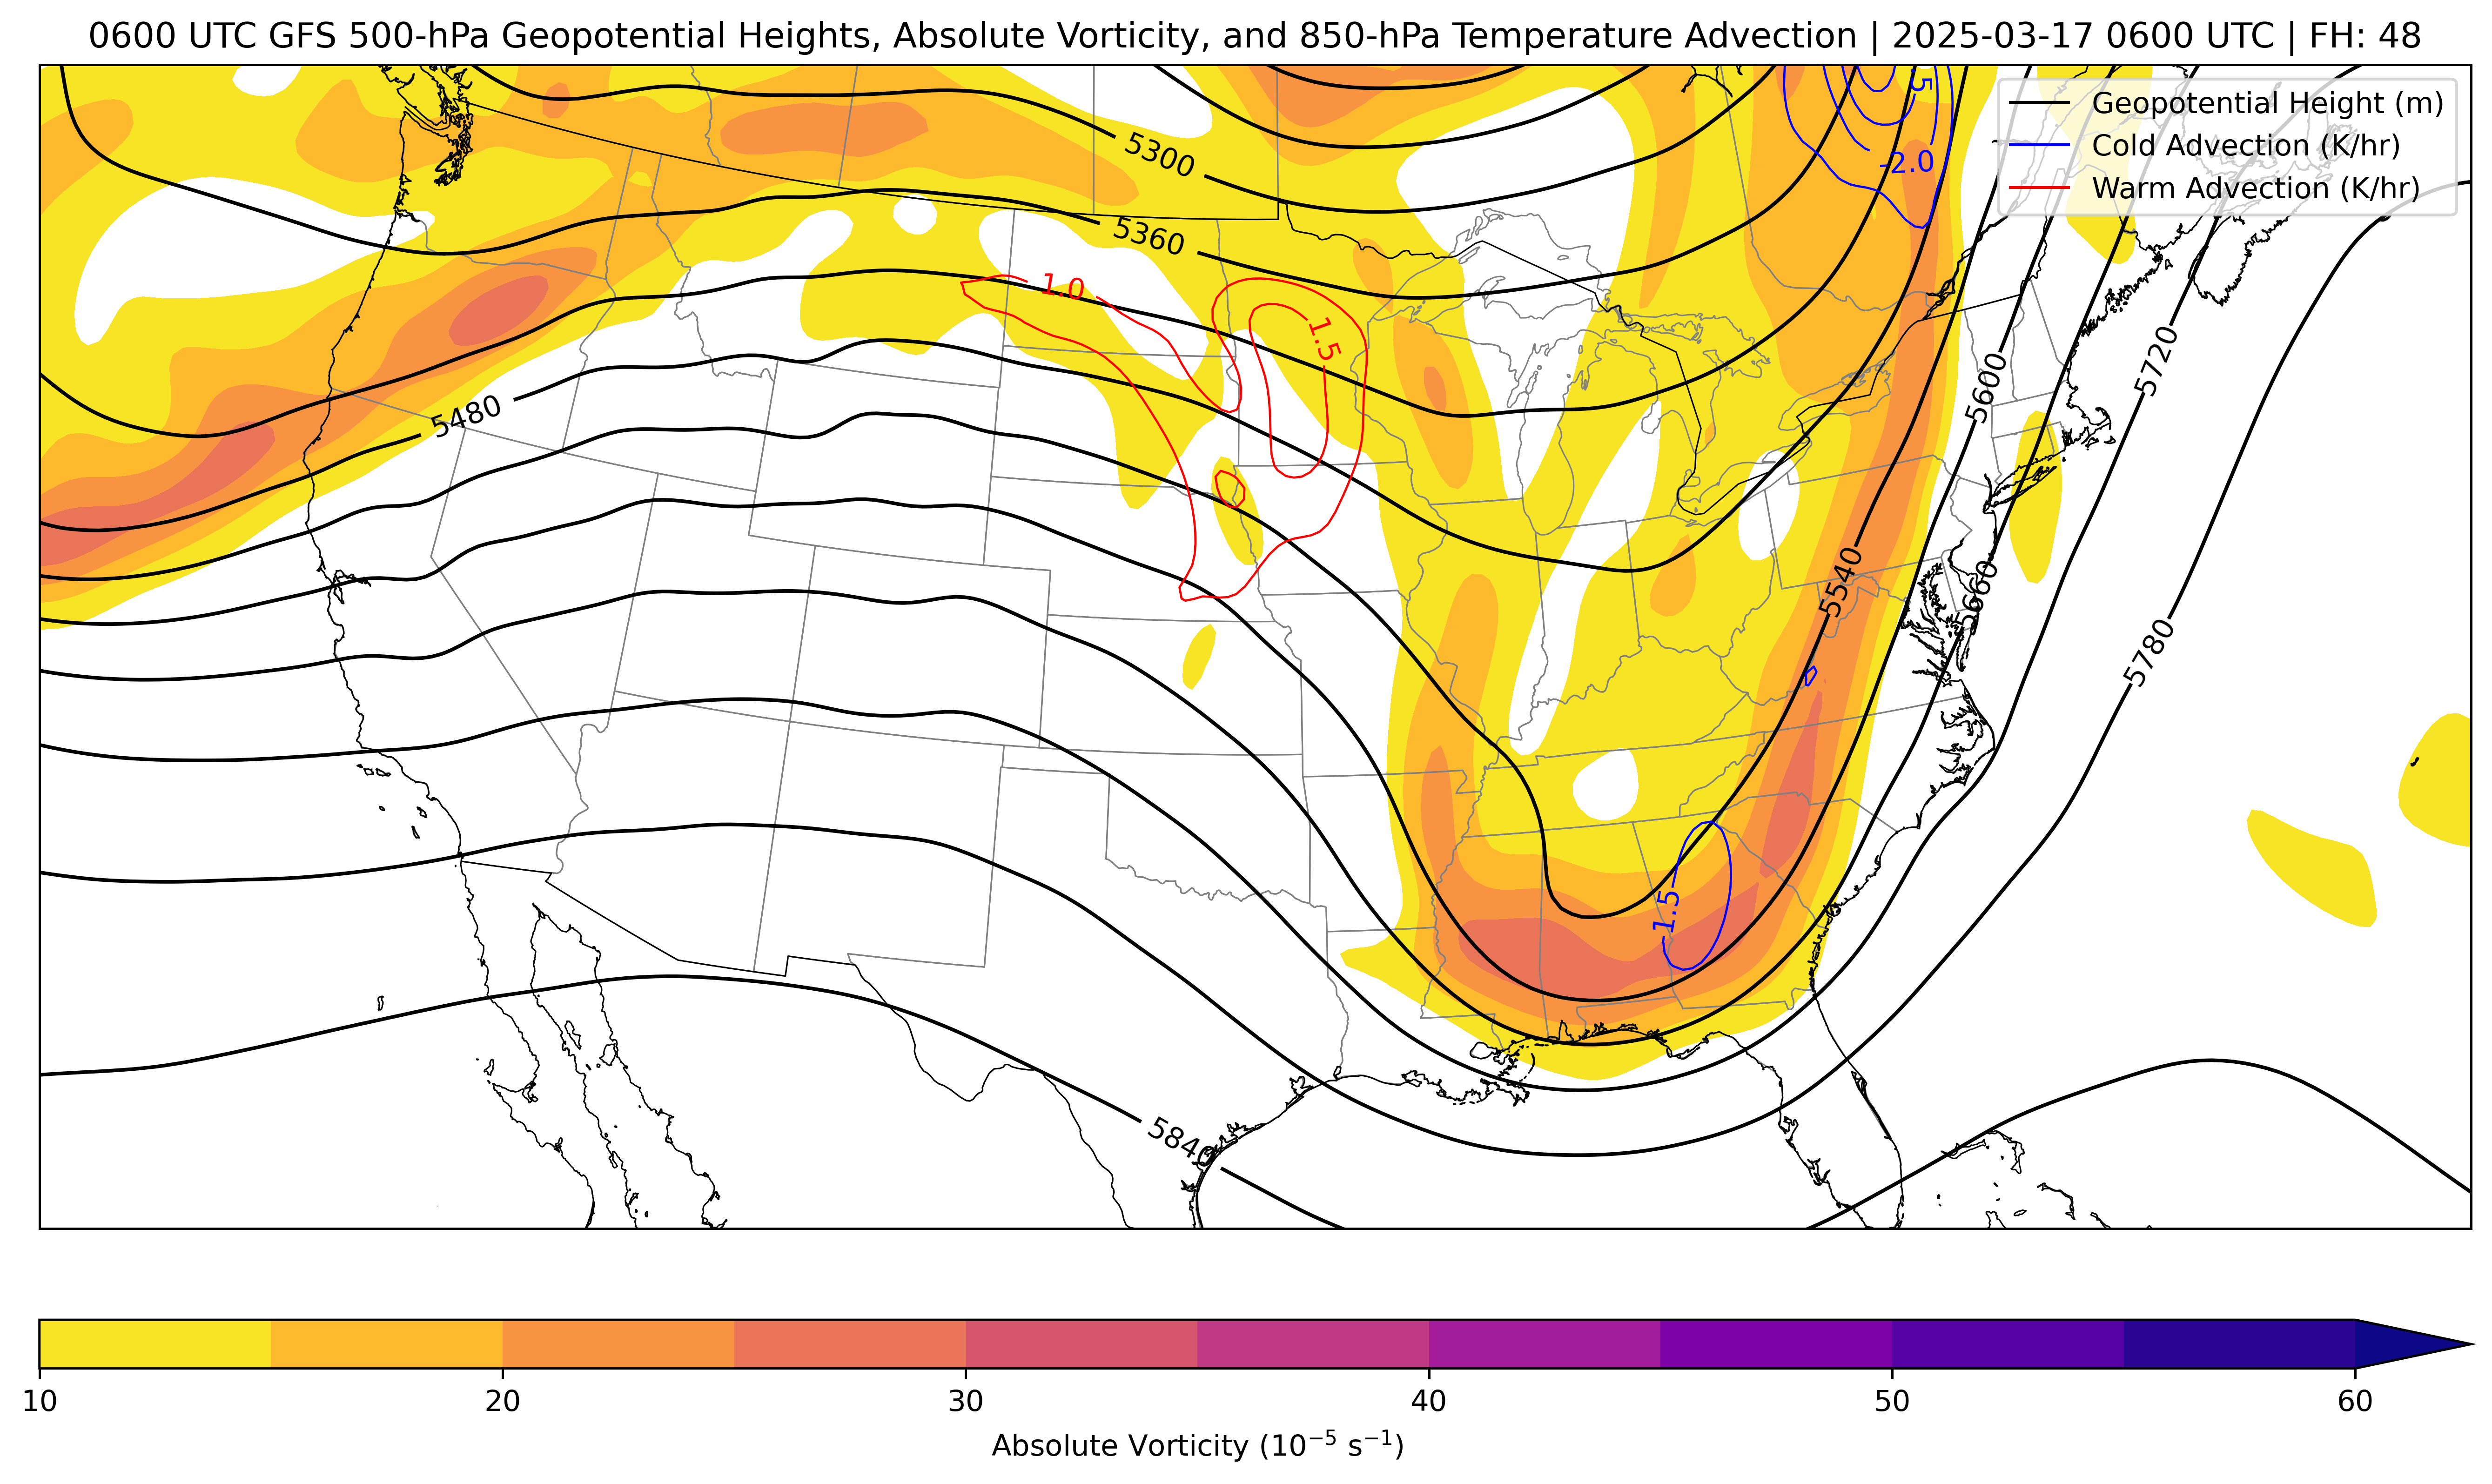 0600 UTC GFS 500-hPa Geopotential Heights, Absolute Vorticity, and 850-hPa Temperature Advection | 2025-03-17 0600 UTC | FH: 48
Geopotential Height (m)
Cold Advection (K/hr)
Warm Advection (K/hr)
5300
-2.0
5360
1.0
1.5
5720
5600
5480
5540
5660
5780
-1.5
5840
10 20 30 40 50 60
Absolute Vorticity (10⁻⁵ s⁻¹)